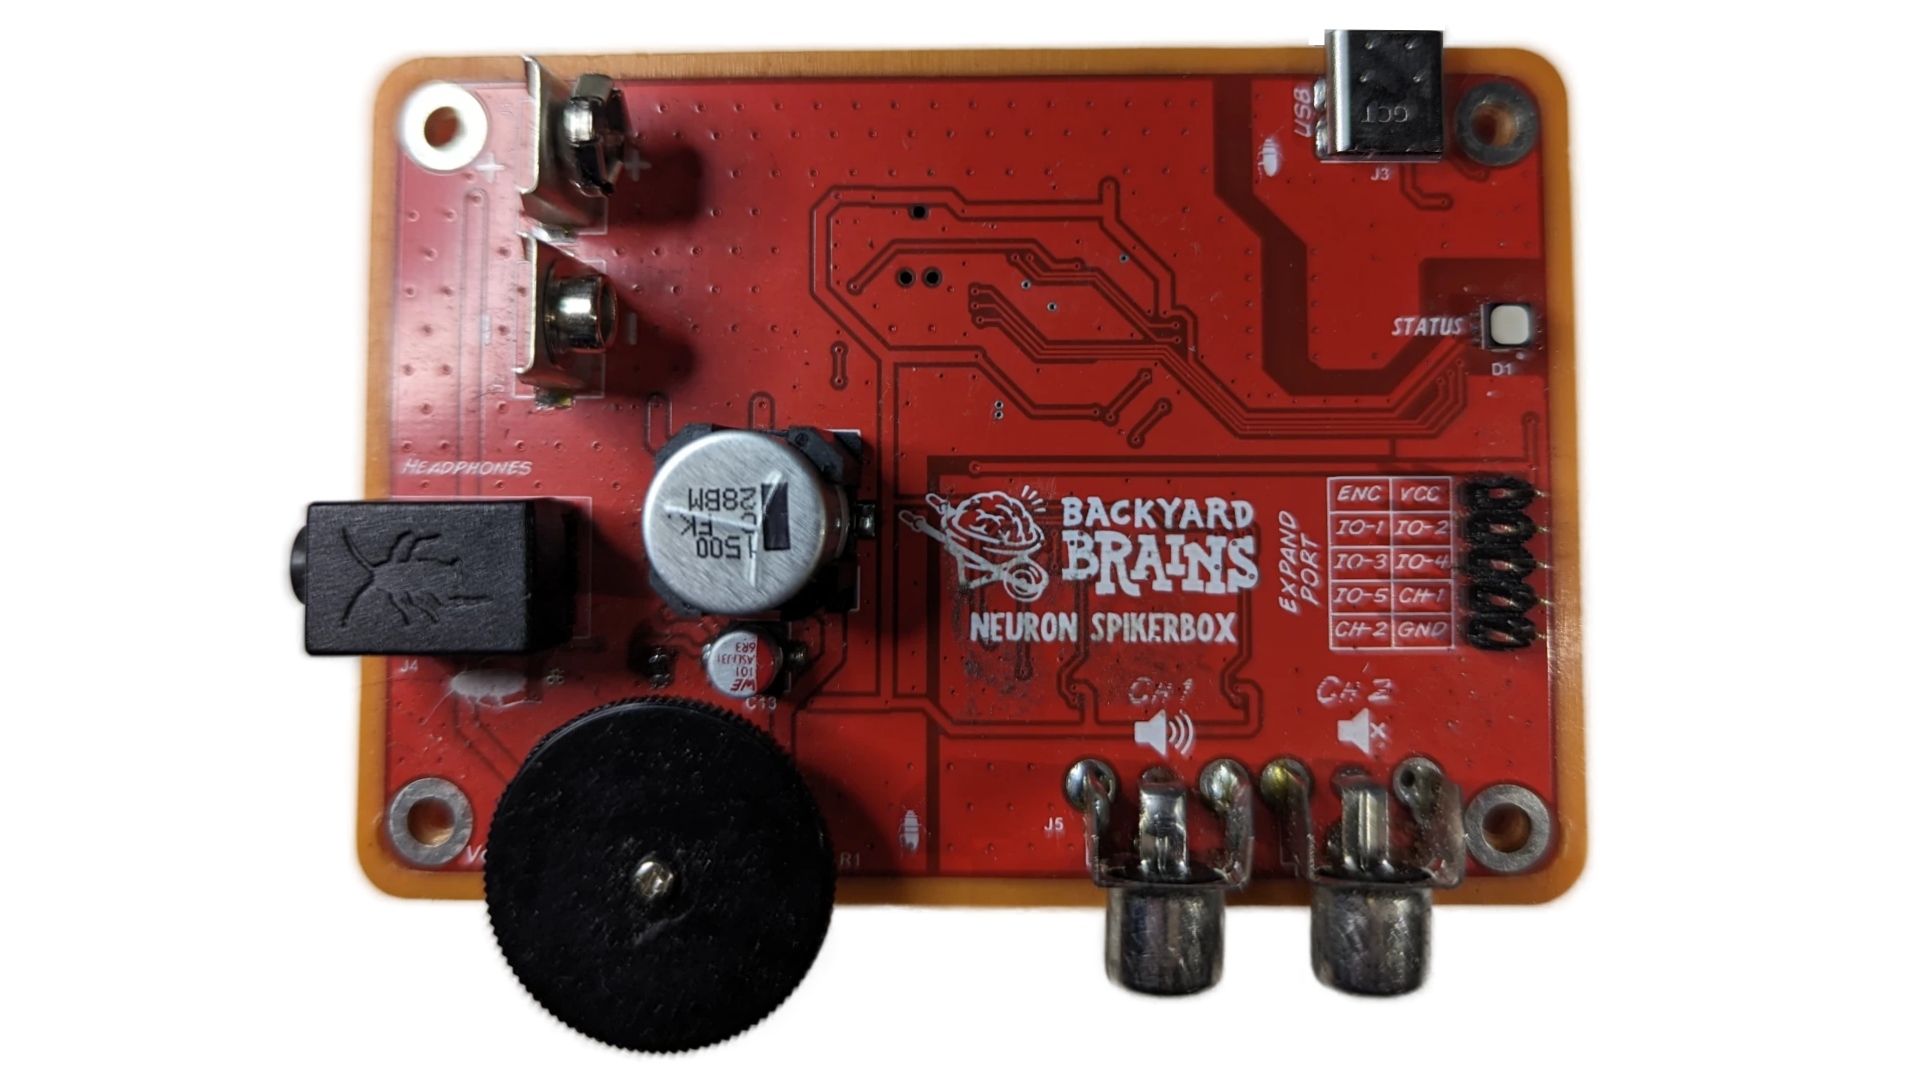 +
+
-
-
USB
GCT
J3
STATUS
D1
HEADPHONES
J4
28BM
FK
1500
6R3
ASLI31
101
WE
C13
BACKYARD
BRAINS
NEURON SPIKERBOX
EXPAND
PORT
ENC VCC
IO-1 IO-2
IO-3 IO-4
IO-5 CH-1
CH-2 GND
CH 1
CH 2
J5
R1